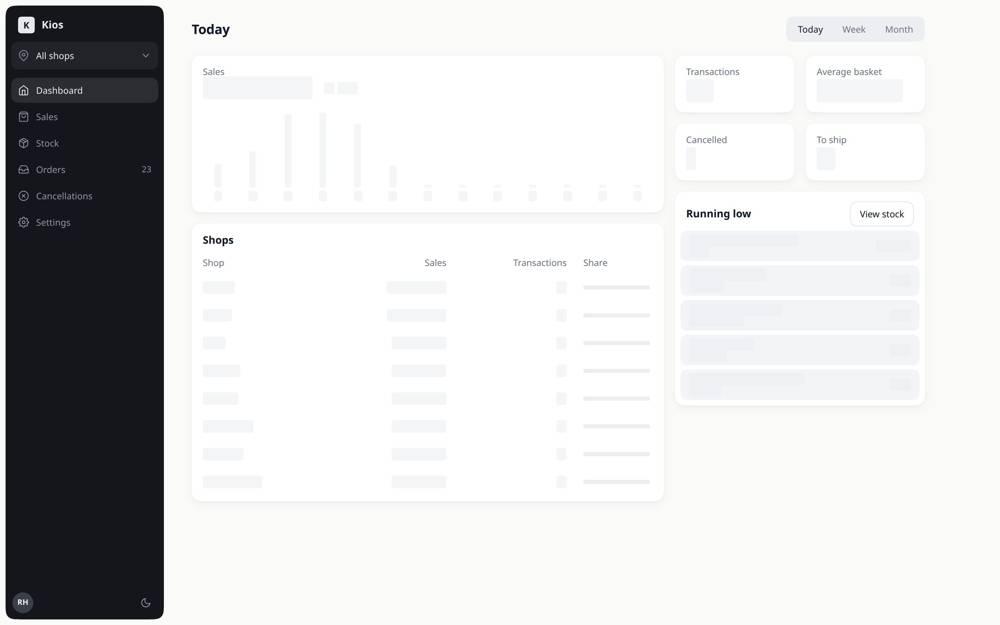 K Kios
All shops
Dashboard
Sales
Stock
Orders 23
Cancellations
Settings
RH
Today
Today Week Month
Sales
Transactions
Average basket
Cancelled
To ship
Running low
View stock
Shops
Shop Sales Transactions Share